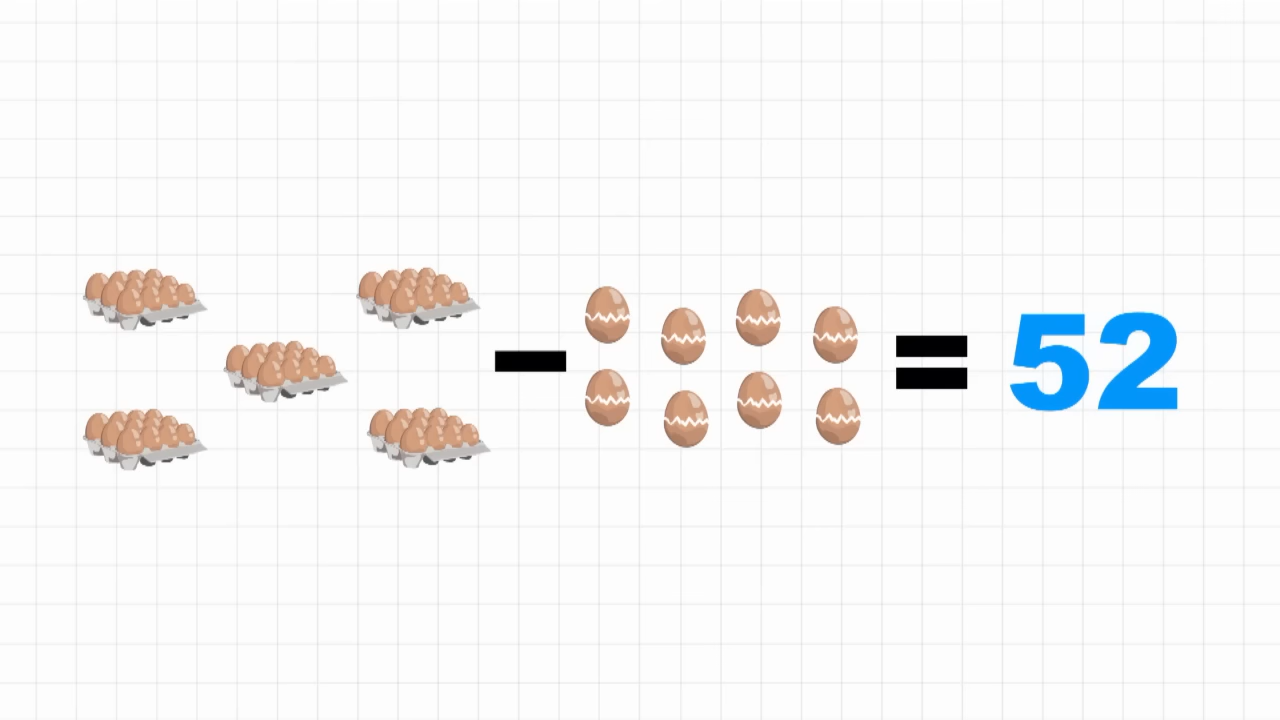 - = 52